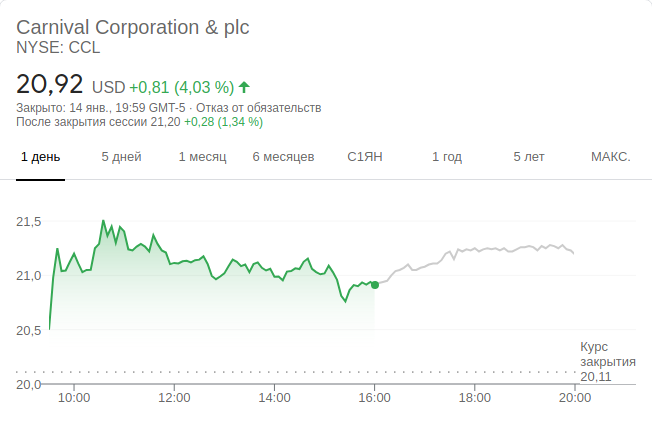 Carnival Corporation & plc
NYSE: CCL
20,92 USD +0,81 (4,03 %)
Закрыто: 14 янв., 19:59 GMT-5 · Отказ от обязательств
После закрытия сессии 21,20 +0,28 (1,34 %)
1 день 5 дней 1 месяц 6 месяцев С1ЯН 1 год 5 лет МАКС.
21,5
21,0
20,5
Курс
закрытия
20,11
20,0
10:00 12:00 14:00 16:00 18:00 20:00